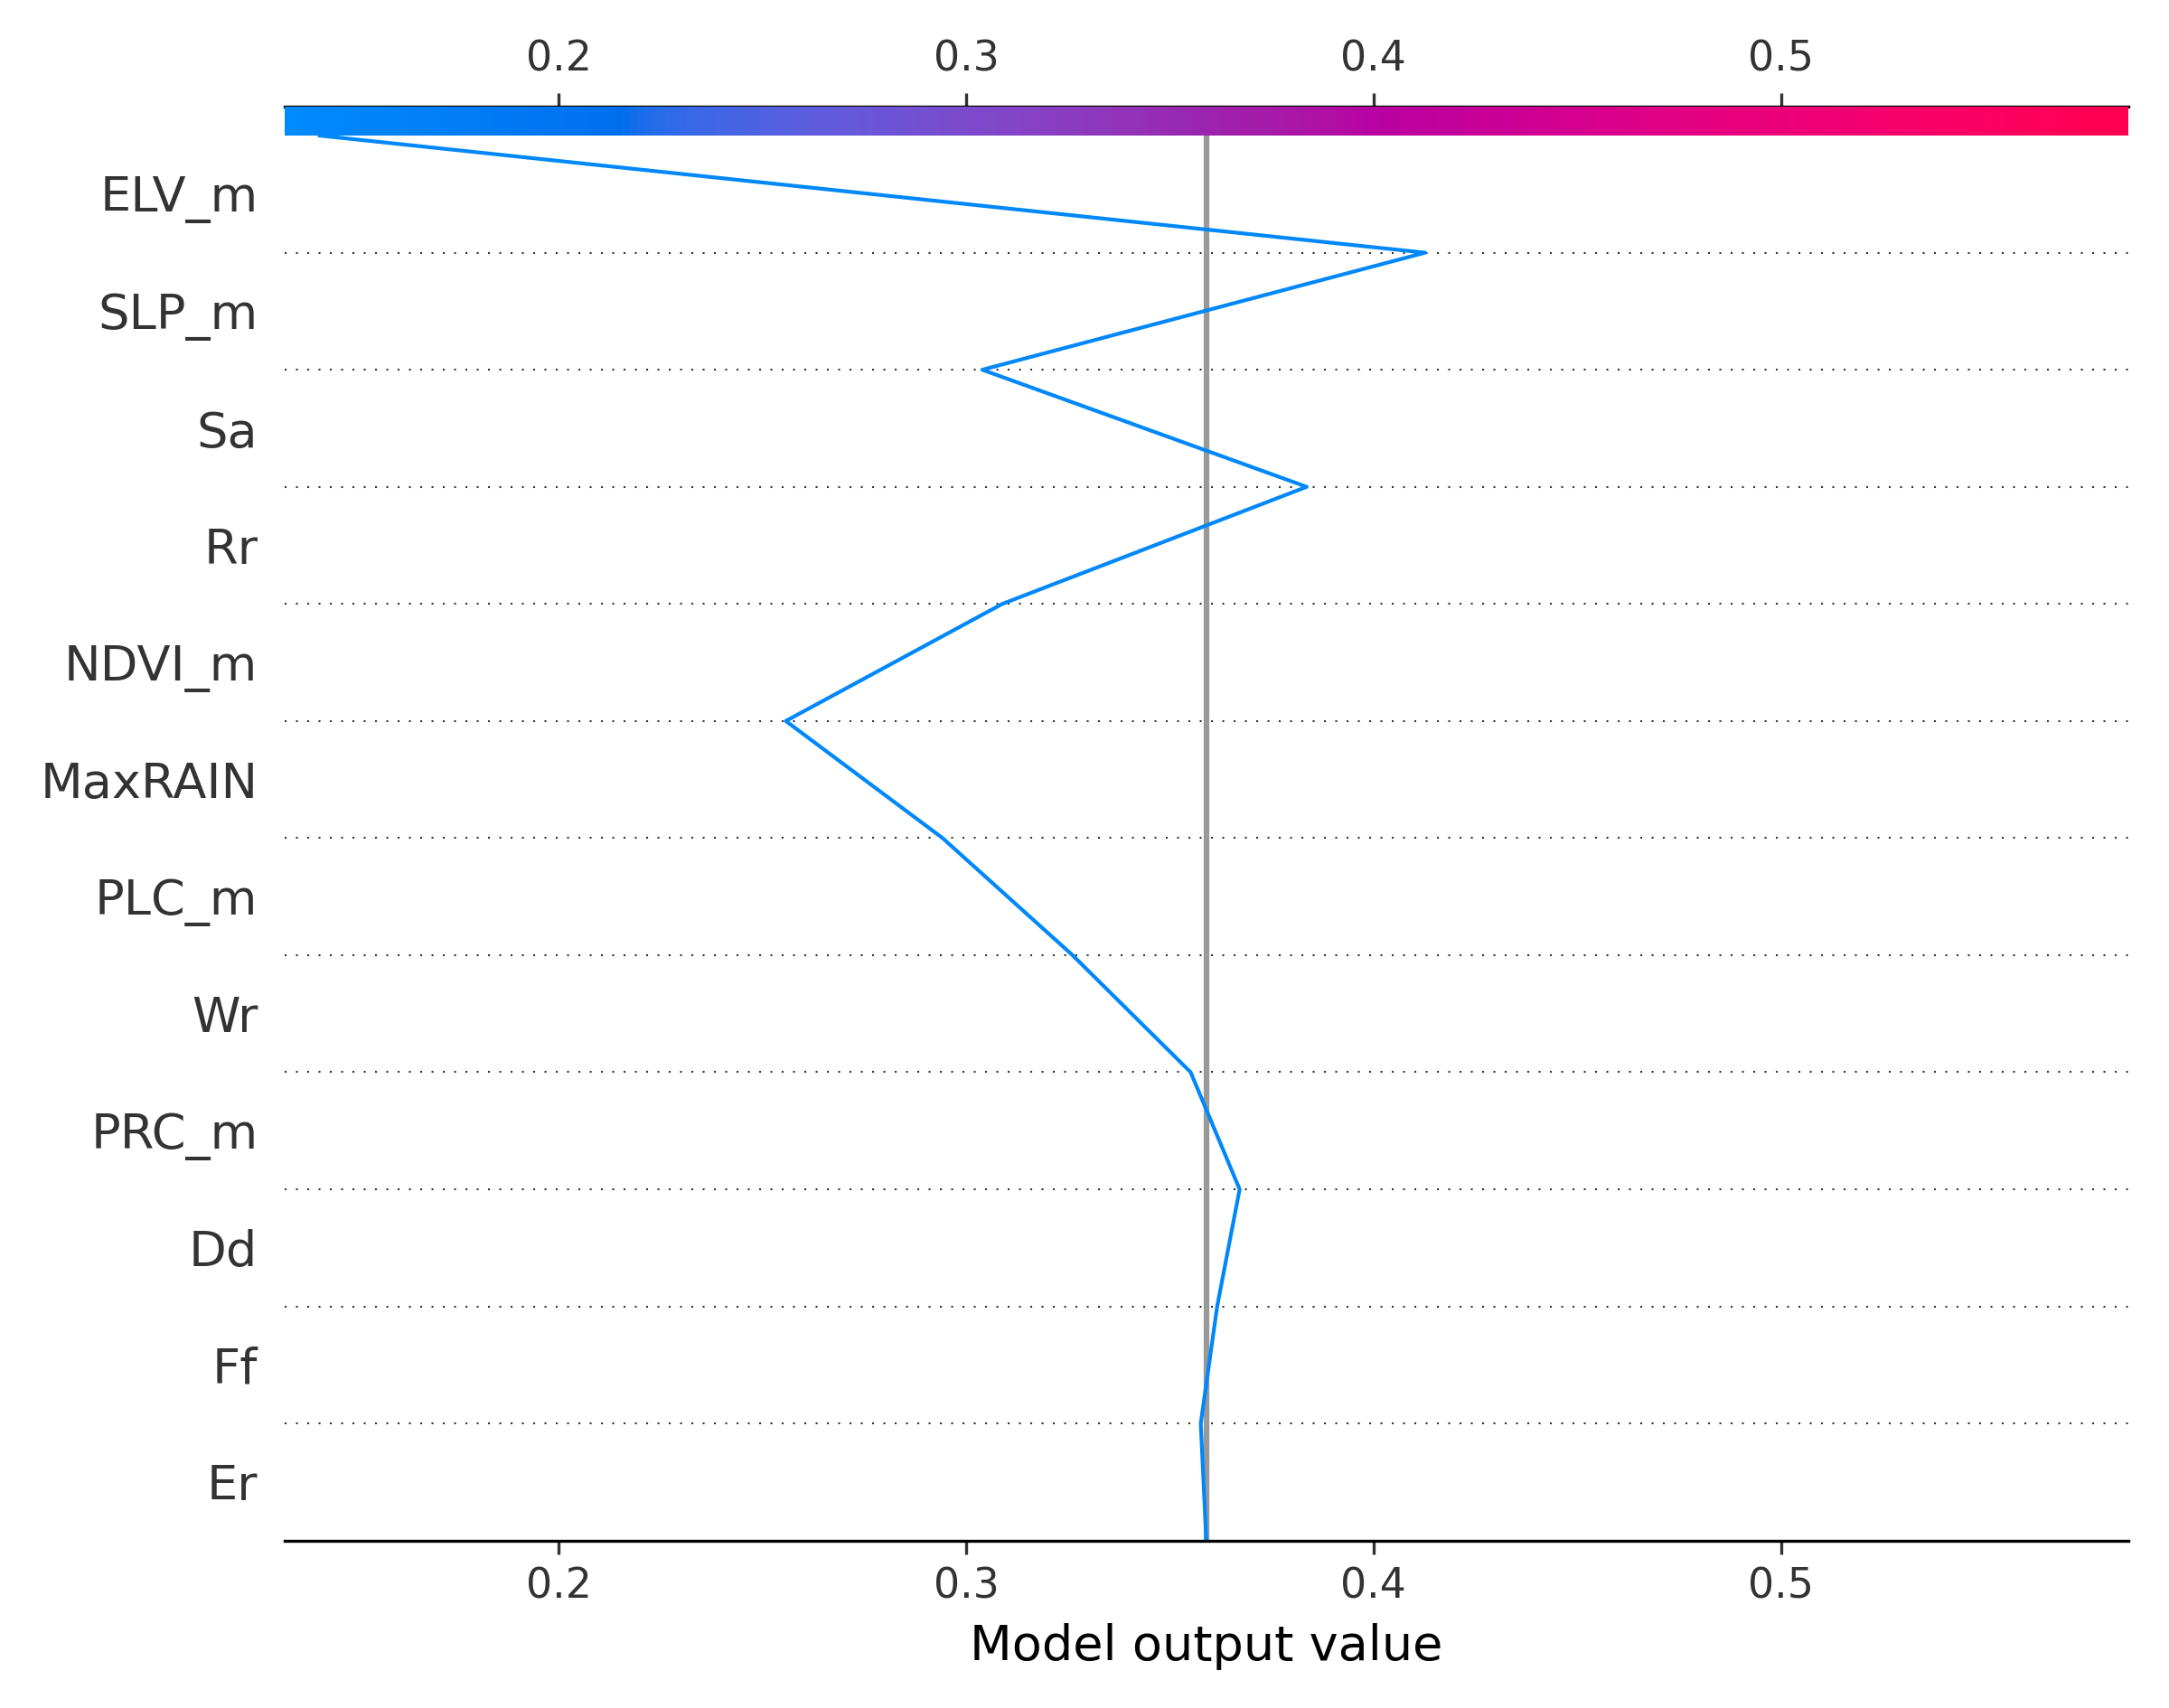 0.2 0.3 0.4 0.5
ELV_m
SLP_m
Sa
Rr
NDVI_m
MaxRAIN
PLC_m
Wr
PRC_m
Dd
Ff
Er
0.2 0.3 0.4 0.5
Model output value